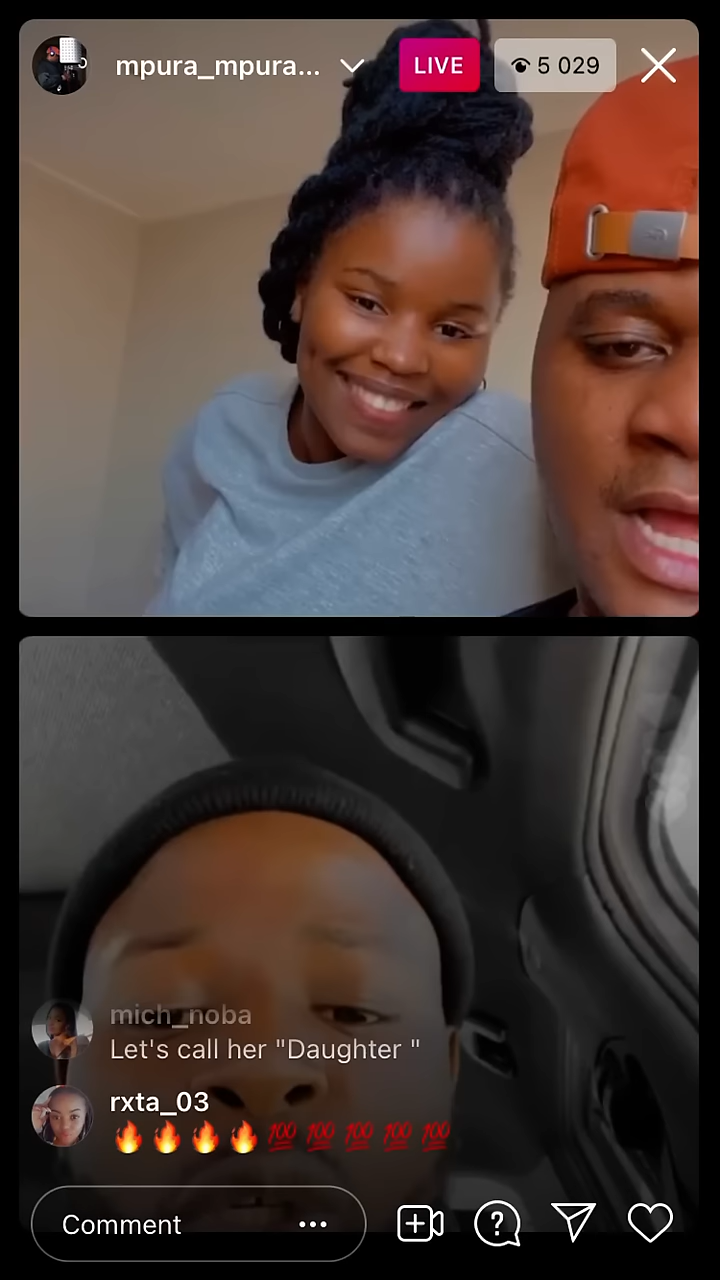 mpura_mpura...
LIVE
5 029
mich_noba
Let's call her "Daughter "
rxta_03
🔥🔥🔥🔥💯💯💯💯💯
Comment